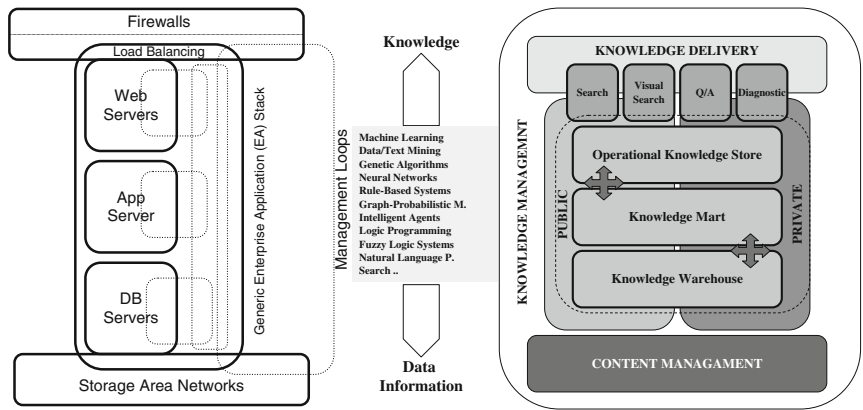 Firewalls
Load Balancing
Web
Servers
App
Server
DB
Servers
Storage Area Networks
Generic Enterprise Application (EA) Stack
Management Loops
Knowledge
Machine Learning
Data/Text Mining
Genetic Algorithms
Neural Networks
Rule-Based Systems
Graph-Probabilistic M.
Intelligent Agents
Logic Programming
Fuzzy Logic Systems
Natural Language P.
Search ..
Data
Information
KNOWLEDGE DELIVERY
Search
Visual
Search
Q/A
Diagnostic
KNOWLEDGE MANAGEMNT
PUBLIC
PRIVATE
Operational Knowledge Store
Knowledge Mart
Knowledge Warehouse
CONTENT MANAGAMENT